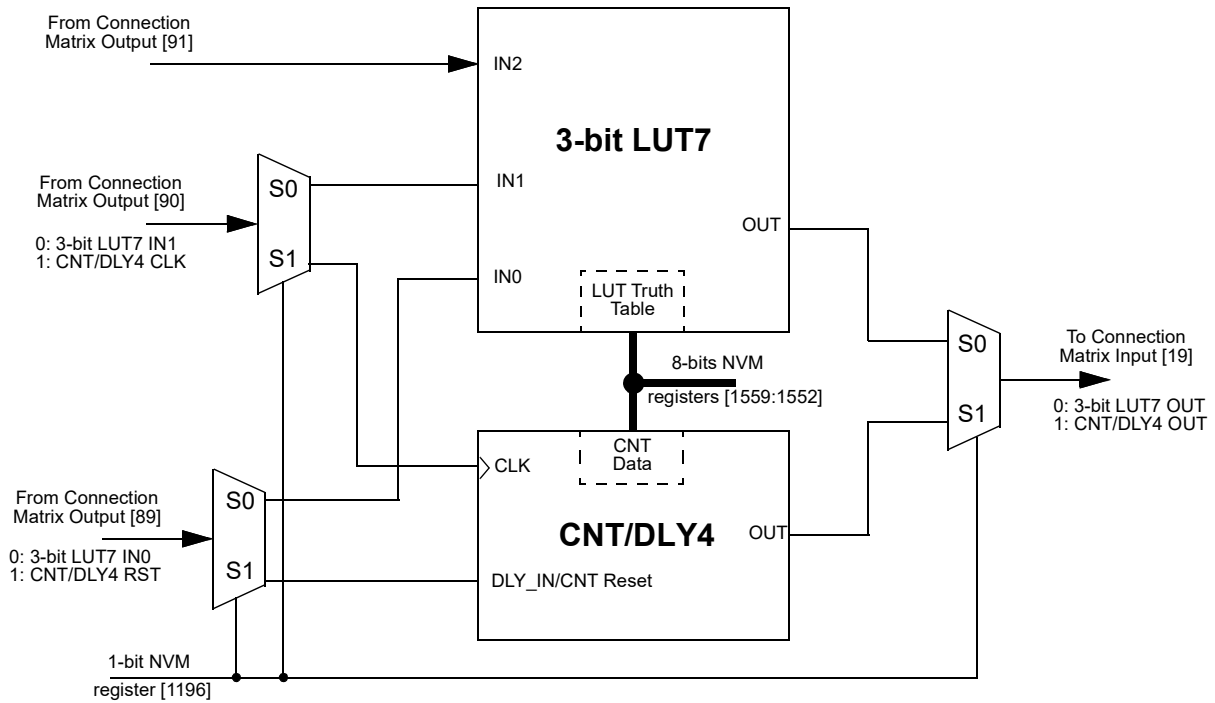 From Connection
Matrix Output [91]
IN2
3-bit LUT7
From Connection
Matrix Output [90]
S0
S1
0: 3-bit LUT7 IN1
1: CNT/DLY4 CLK
IN1
OUT
IN0
LUT Truth
Table
8-bits NVM
registers [1559:1552]
S0
S1
To Connection
Matrix Input [19]
0: 3-bit LUT7 OUT
1: CNT/DLY4 OUT
CNT
Data
CLK
From Connection
Matrix Output [89]
S0
S1
0: 3-bit LUT7 IN0
1: CNT/DLY4 RST
CNT/DLY4
OUT
DLY_IN/CNT Reset
1-bit NVM
register [1196]